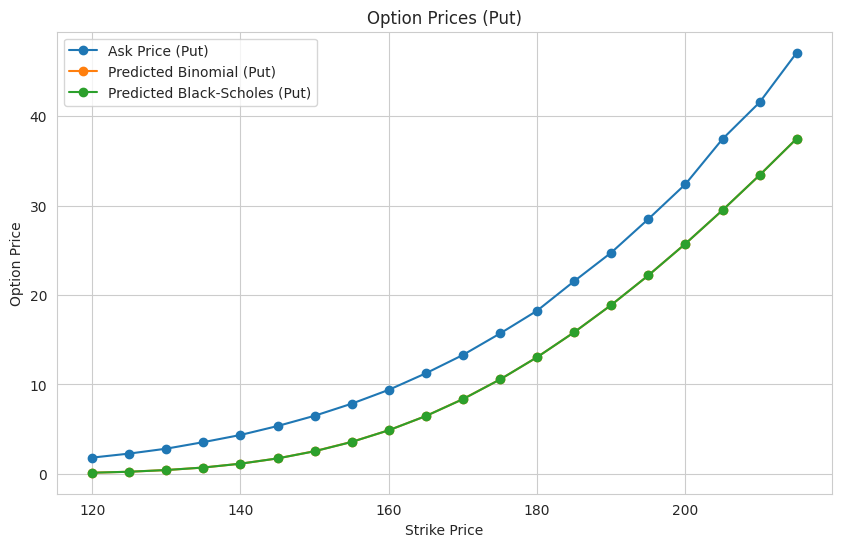 Option Prices (Put)
Ask Price (Put)
Predicted Binomial (Put)
Predicted Black-Scholes (Put)
Option Price
40
30
20
10
0
120
140
160
180
200
Strike Price